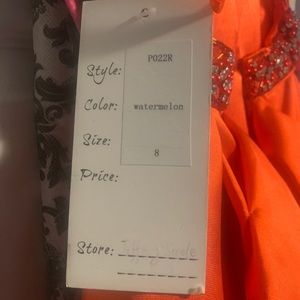 Style: P022R
Color: watermelon
Size: 8
Price:
Store: